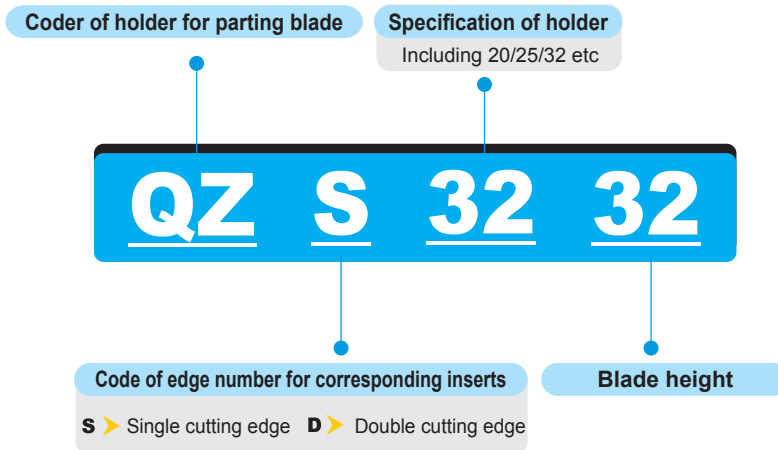 Coder of holder for parting blade
Specification of holder
Including 20/25/32 etc
QZ S 32 32
Code of edge number for corresponding inserts
Blade height
S Single cutting edge D Double cutting edge